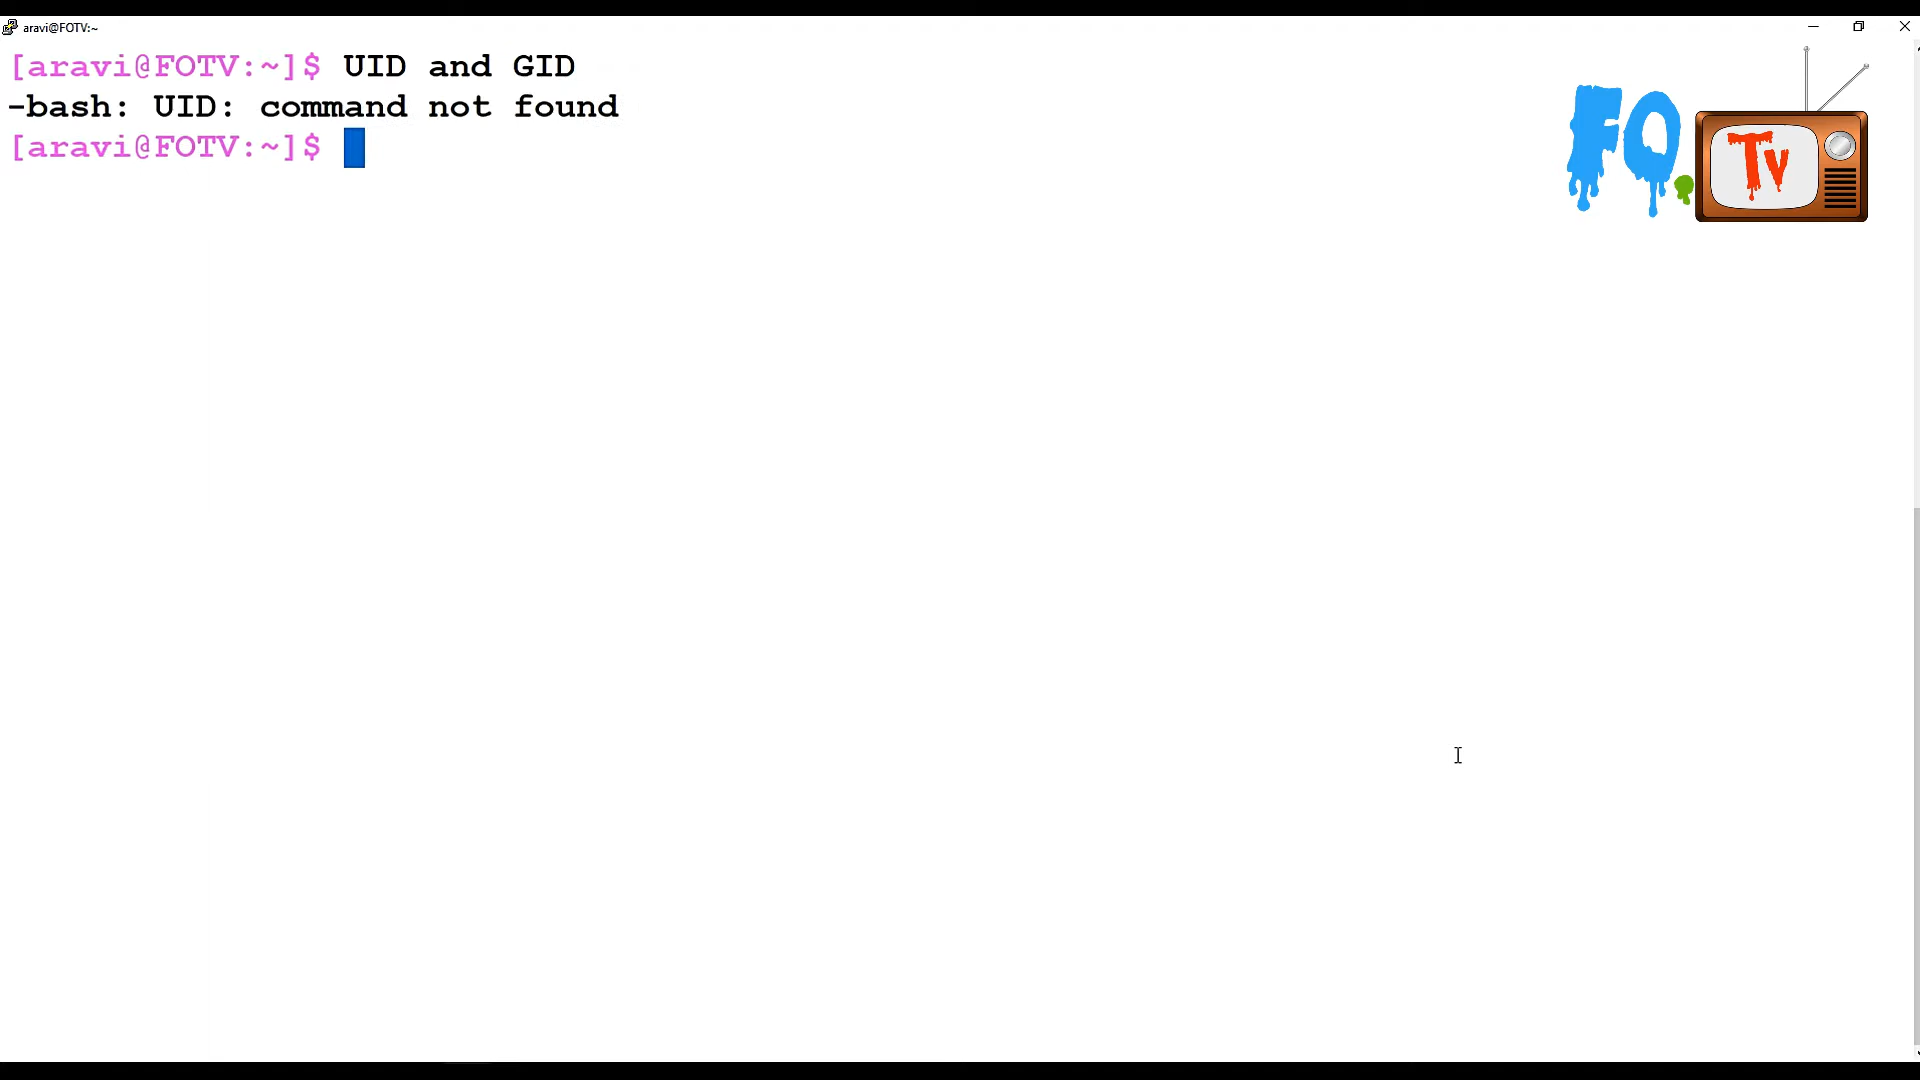 aravi@FOTV:~
[aravi@FOTV:~]$ UID and GID
-bash: UID: command not found
[aravi@FOTV:~]$
FO.
Tv